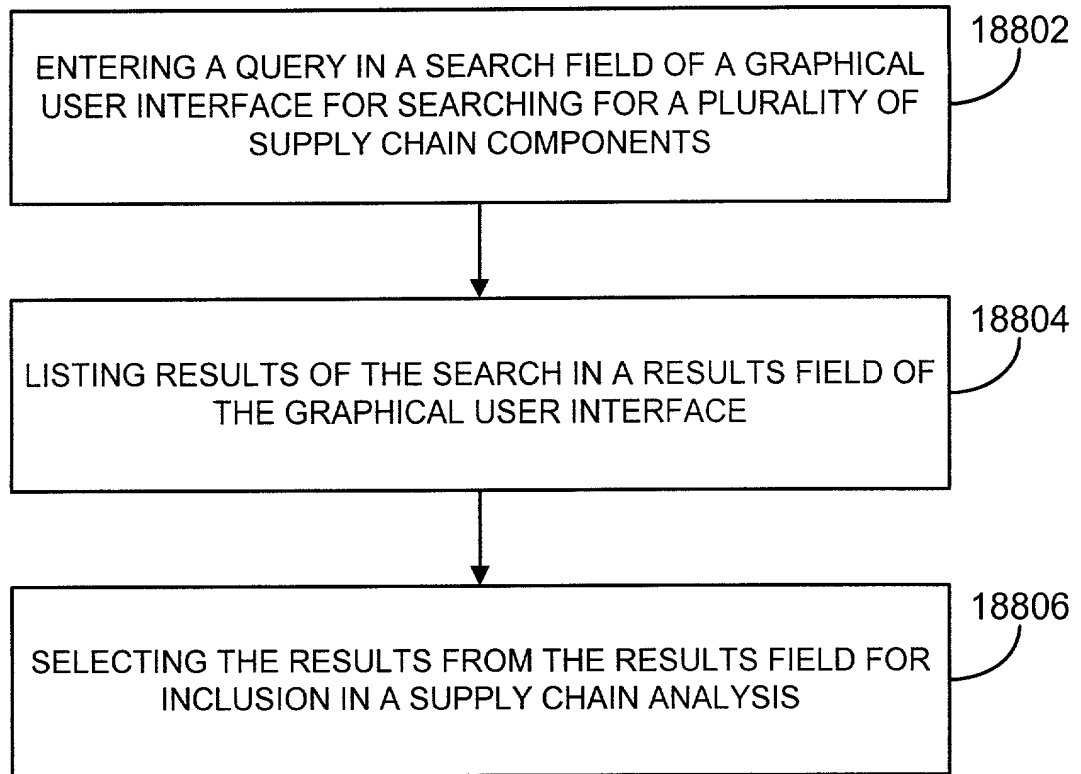 18802
ENTERING A QUERY IN A SEARCH FIELD OF A GRAPHICAL
USER INTERFACE FOR SEARCHING FOR A PLURALITY OF
SUPPLY CHAIN COMPONENTS
18804
LISTING RESULTS OF THE SEARCH IN A RESULTS FIELD OF
THE GRAPHICAL USER INTERFACE
18806
SELECTING THE RESULTS FROM THE RESULTS FIELD FOR
INCLUSION IN A SUPPLY CHAIN ANALYSIS